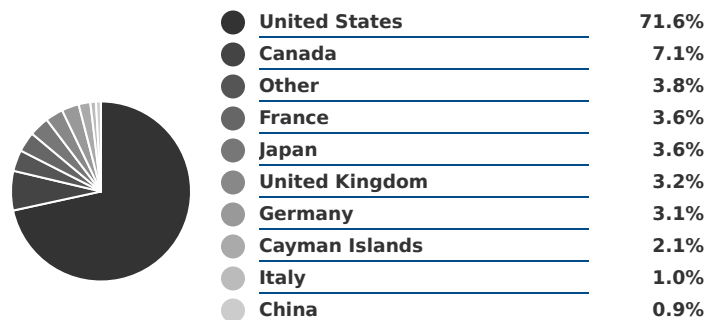 United States 71.6%
Canada 7.1%
Other 3.8%
France 3.6%
Japan 3.6%
United Kingdom 3.2%
Germany 3.1%
Cayman Islands 2.1%
Italy 1.0%
China 0.9%